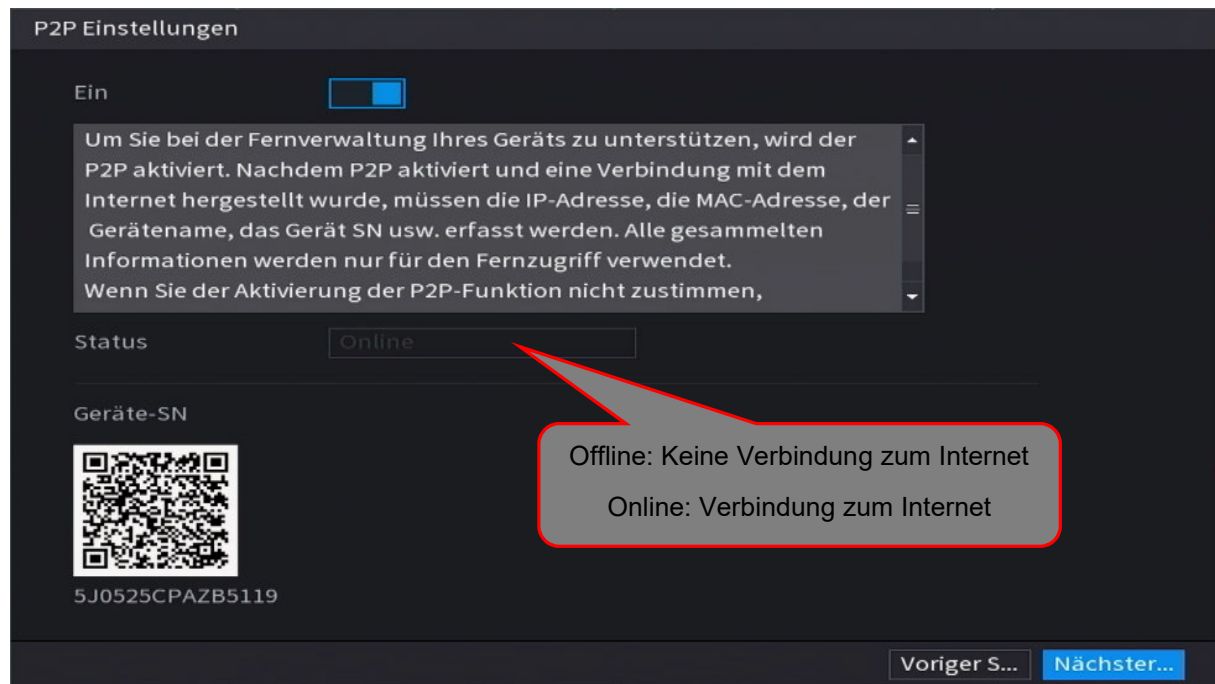 P2P Einstellungen
Ein
Um Sie bei der Fernverwaltung Ihres Geräts zu unterstützen, wird der
P2P aktiviert. Nachdem P2P aktiviert und eine Verbindung mit dem
Internet hergestellt wurde, müssen die IP-Adresse, die MAC-Adresse, der
Gerätename, das Gerät SN usw. erfasst werden. Alle gesammelten
Informationen werden nur für den Fernzugriff verwendet.
Wenn Sie der Aktivierung der P2P-Funktion nicht zustimmen,
Status
Online
Geräte-SN
Offline: Keine Verbindung zum Internet
Online: Verbindung zum Internet
5J0525CPAZB5119
Voriger S...
Nächster...